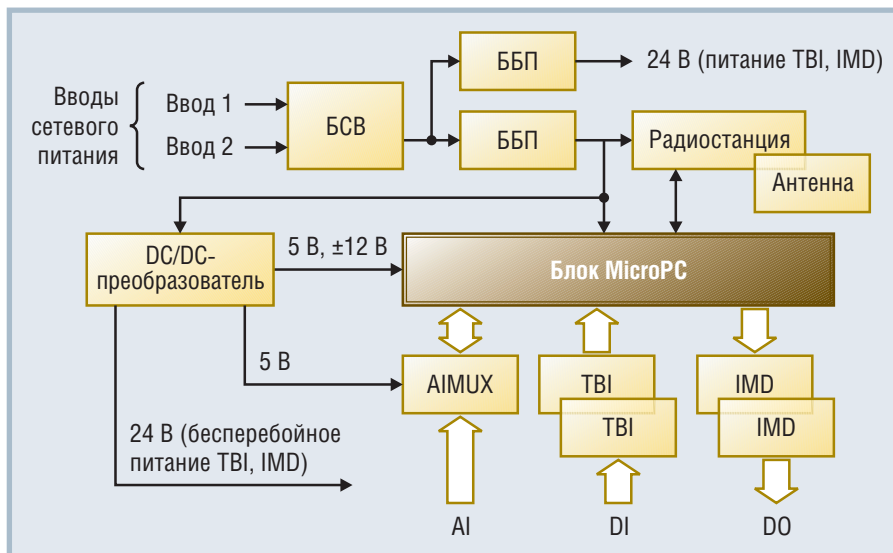 Вводы
сетевого
питания
Ввод 1
Ввод 2
БСВ
ББП
24 В (питание TBI, IMD)
ББП
Радиостанция
Антенна
DC/DC-
преобразователь
5 В, ±12 В
Блок MicroPC
5 В
AIMUX
TBI
TBI
IMD
IMD
24 В (бесперебойное
питание TBI, IMD)
AI
DI
DO